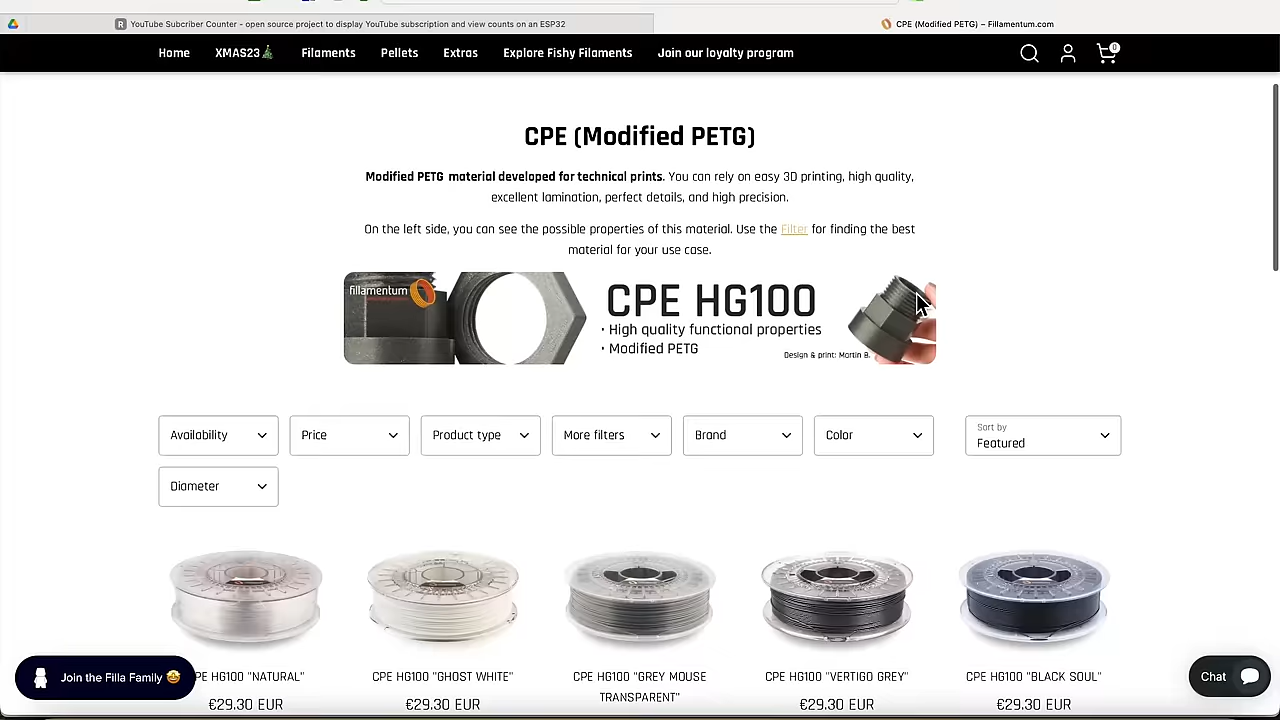 YouTube Subcriber Counter - open source project to display YouTube subscription and view counts on an ESP32
CPE (Modified PETG) – Fillamentum.com
Home XMAS23🎄 Filaments Pellets Extras Explore Fishy Filaments Join our loyalty program
0
CPE (Modified PETG)
Modified PETG material developed for technical prints. You can rely on easy 3D printing, high quality,
excellent lamination, perfect details, and high precision.
On the left side, you can see the possible properties of this material. Use the Filter for finding the best
material for your use case.
fillamentum
CPE HG100
• High quality functional properties
• Modified PETG
Design & print: Martin B.
Availability Price Product type More filters Brand Color
Sort by
Featured
Diameter
CPE HG100 "NATURAL"
€29.30 EUR
CPE HG100 "GHOST WHITE"
€29.30 EUR
CPE HG100 "GREY MOUSE
TRANSPARENT"
CPE HG100 "VERTIGO GREY"
€29.30 EUR
CPE HG100 "BLACK SOUL"
€29.30 EUR
Join the Filla Family 🤩
Chat